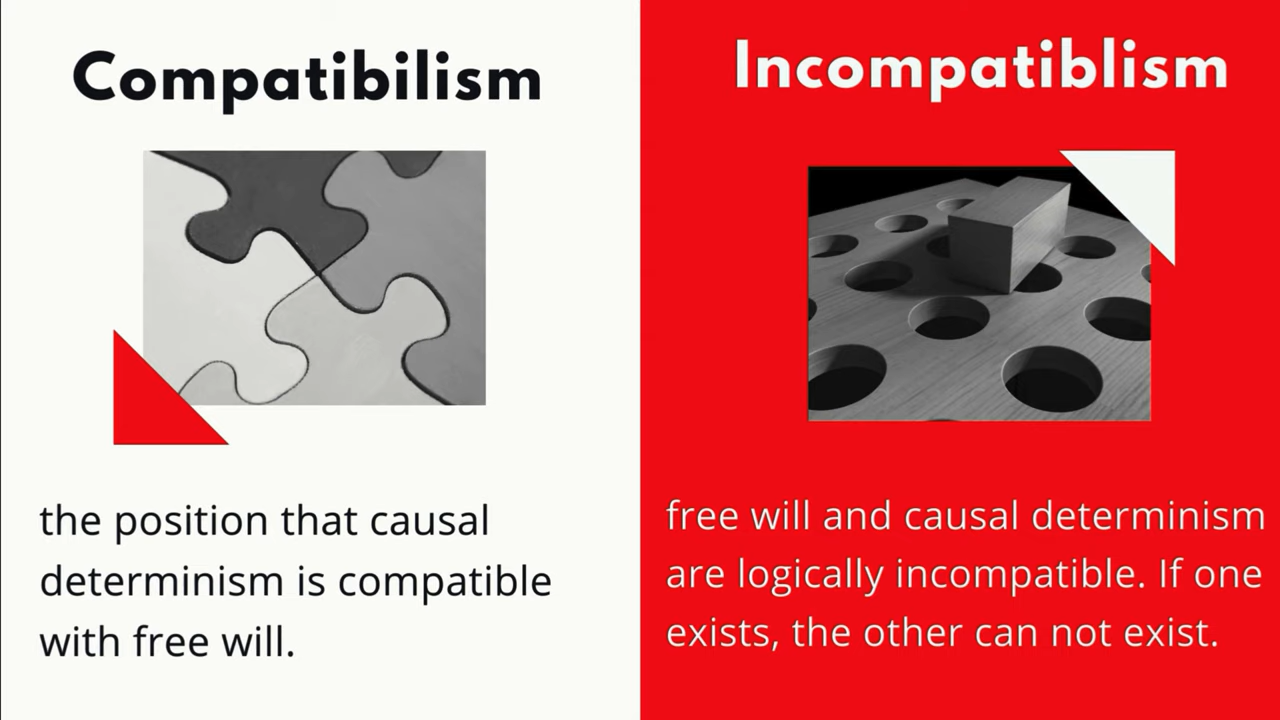 Compatibilism
the position that causal
determinism is compatible
with free will.
Incompatiblism
free will and causal determinism
are logically incompatible. If one
exists, the other can not exist.